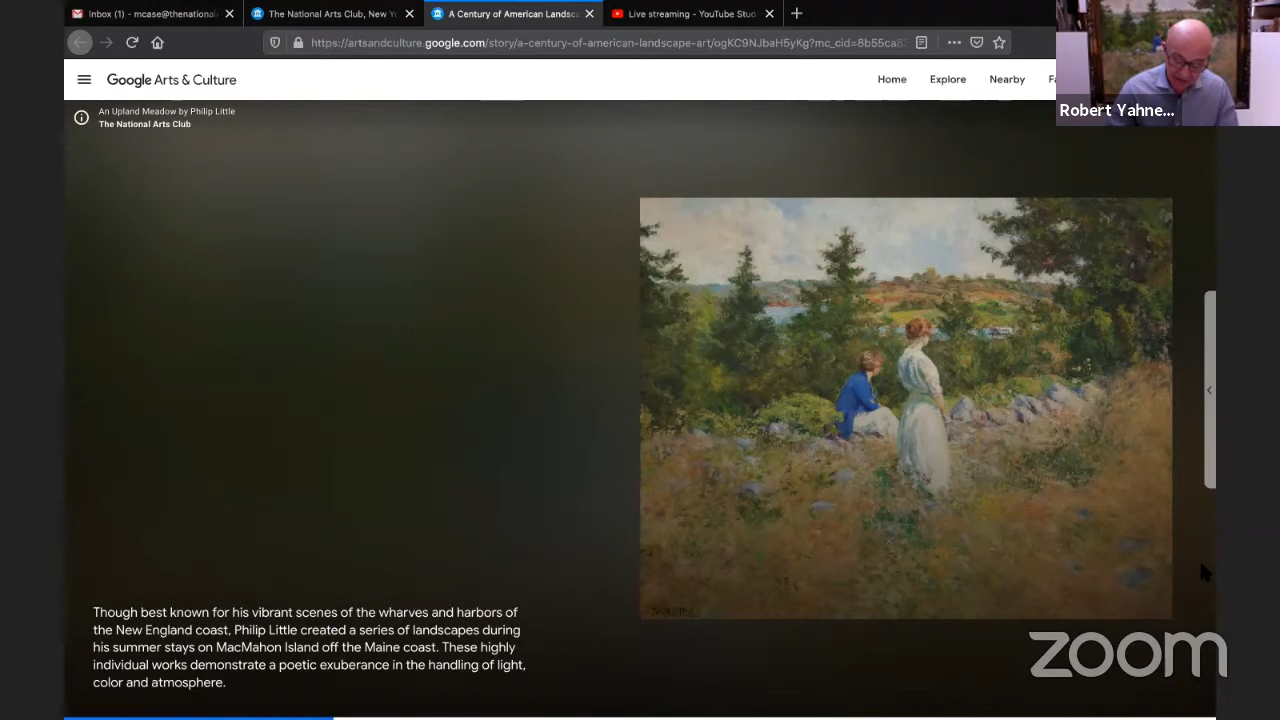 Inbox (1) - mcase@thenational
The National Arts Club, New Y
A Century of American Landsca
Live streaming - YouTube Stud
https://artsandculture.google.com/story/a-century-of-american-landscape-art/ogKC9NJbaH5yKg?mc_cid=8b55ca8
Google Arts & Culture
Home
Explore
Nearby
Fa
Robert Yahne...
An Upland Meadow by Philip Little
The National Arts Club
Though best known for his vibrant scenes of the wharves and harbors of
the New England coast, Philip Little created a series of landscapes during
his summer stays on MacMahon Island off the Maine coast. These highly
individual works demonstrate a poetic exuberance in the handling of light,
color and atmosphere.
zoom